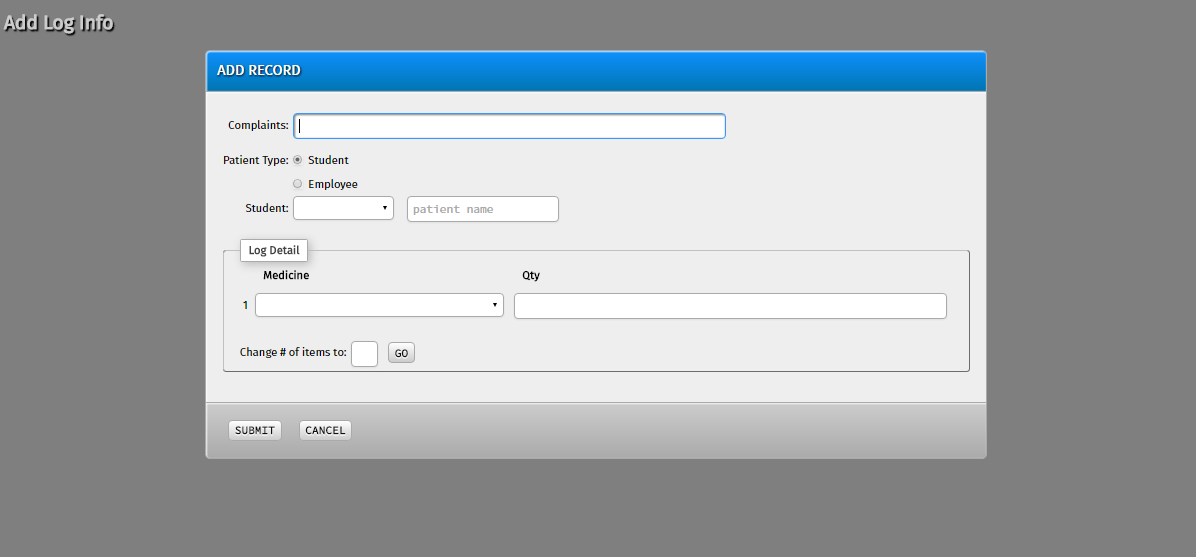 Add Log Info
ADD RECORD
Complaints:
Patient Type: Student
Employee
Student: patient name
Log Detail
Medicine Qty
1
Change # of items to: GO
SUBMIT CANCEL